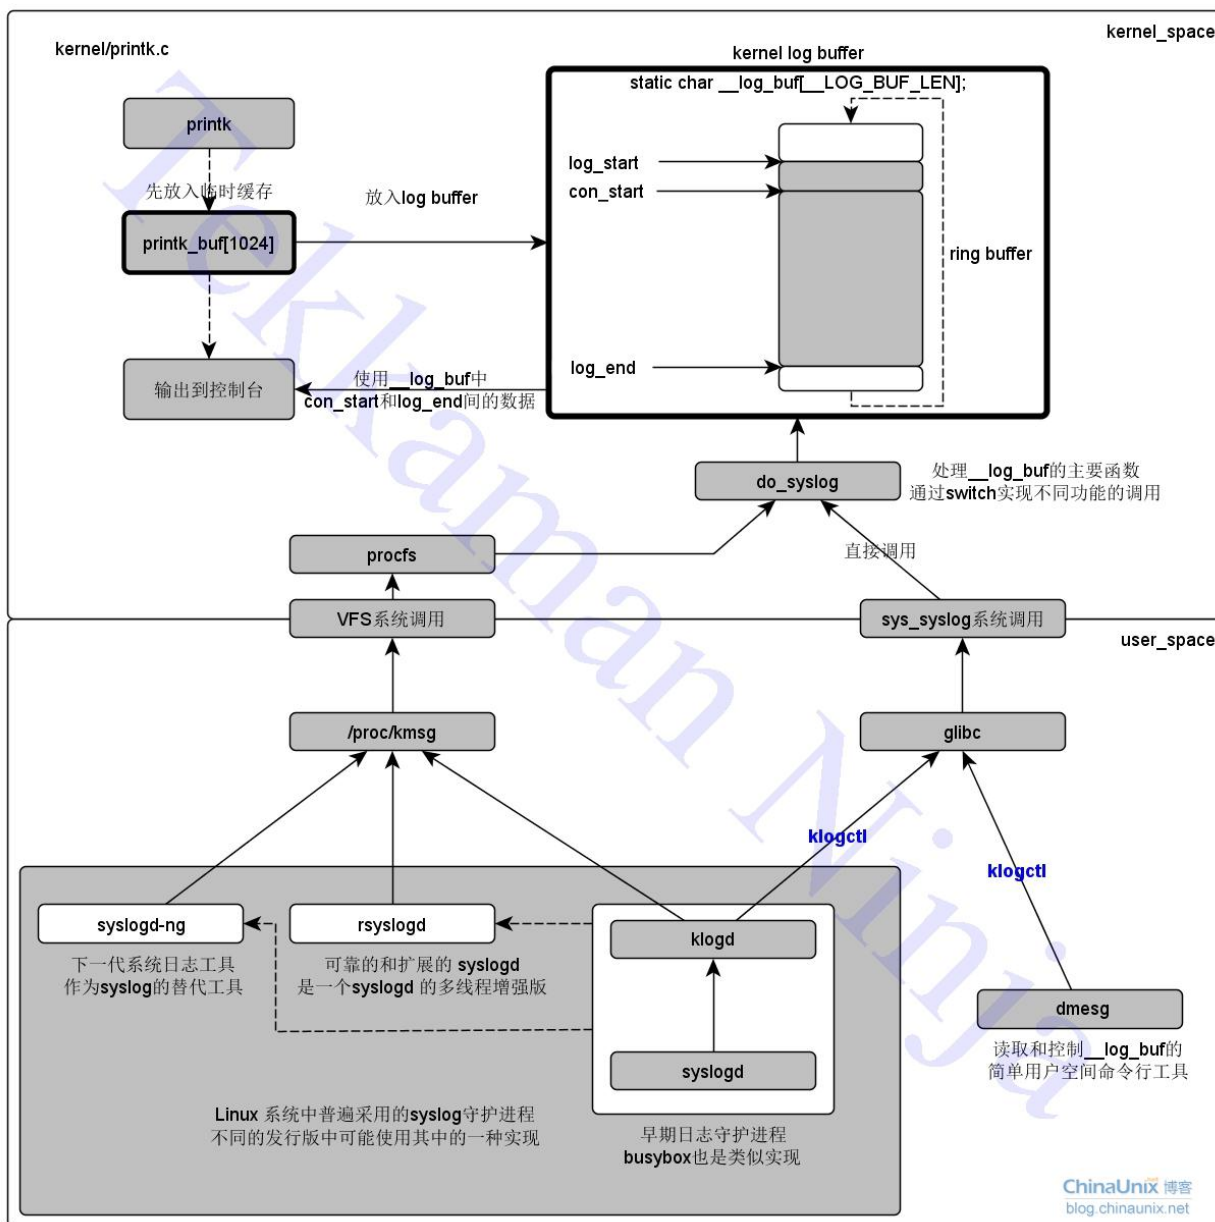 kernel_space
kernel/printk.c
kernel log buffer
static char __log_buf[__LOG_BUF_LEN];
printk
log_start
先放入临时缓存
放入log buffer
con_start
printk_buf[1024]
ring buffer
log_end
输出到控制台
使用__log_buf中
con_start和log_end间的数据
do_syslog
处理__log_buf的主要函数
通过switch实现不同功能的调用
procfs
直接调用
VFS系统调用
sys_syslog系统调用
user_space
/proc/kmsg
glibc
klogctl
klogctl
syslogd-ng
rsyslogd
klogd
下一代系统日志工具
作为syslog的替代工具
可靠的和扩展的 syslogd
是一个syslogd 的多线程增强版
dmesg
读取和控制__log_buf的
简单用户空间命令行工具
syslogd
Linux 系统中普遍采用的syslog守护进程
不同的发行版中可能使用其中的一种实现
早期日志守护进程
busybox也是类似实现
Tekkaman Ninja
ChinaUnix 博客
blog.chinaunix.net